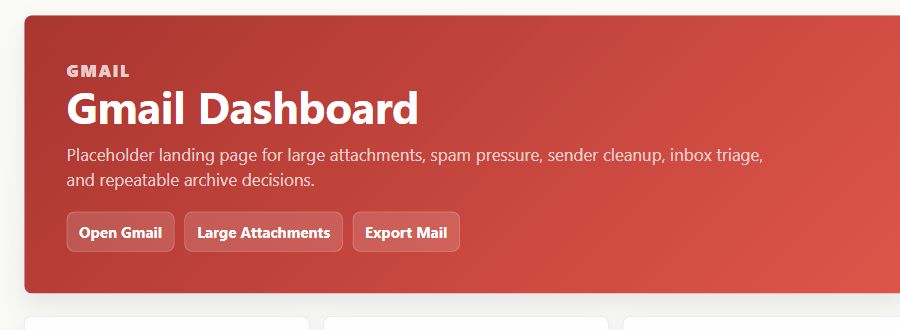 GMAIL
Gmail Dashboard
Placeholder landing page for large attachments, spam pressure, sender cleanup, inbox triage,
and repeatable archive decisions.
Open Gmail
Large Attachments
Export Mail